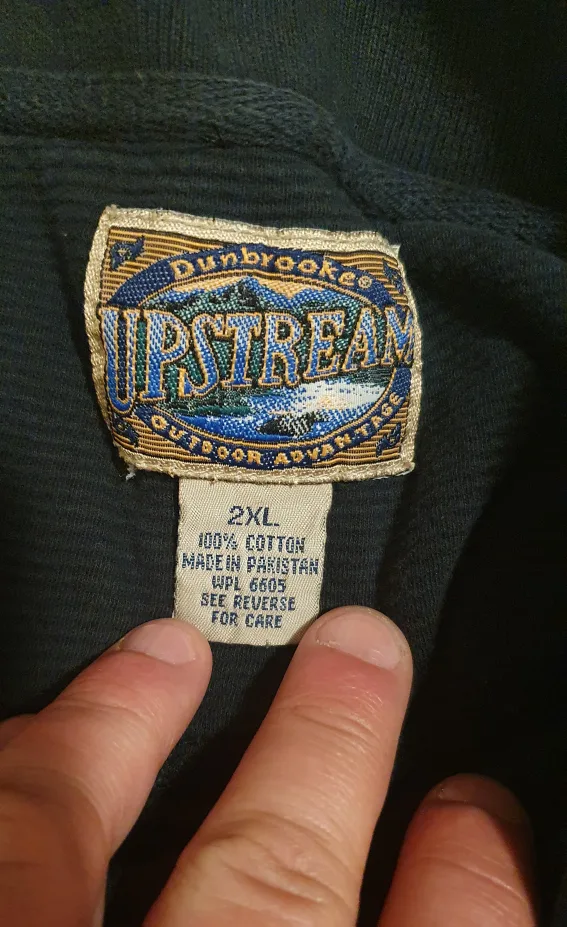 Dunbrooke®
UPSTREAM
OUTDOOR ADVANTAGE
2XL
100% COTTON
MADE IN PAKISTAN
WPL 6605
SEE REVERSE
FOR CARE